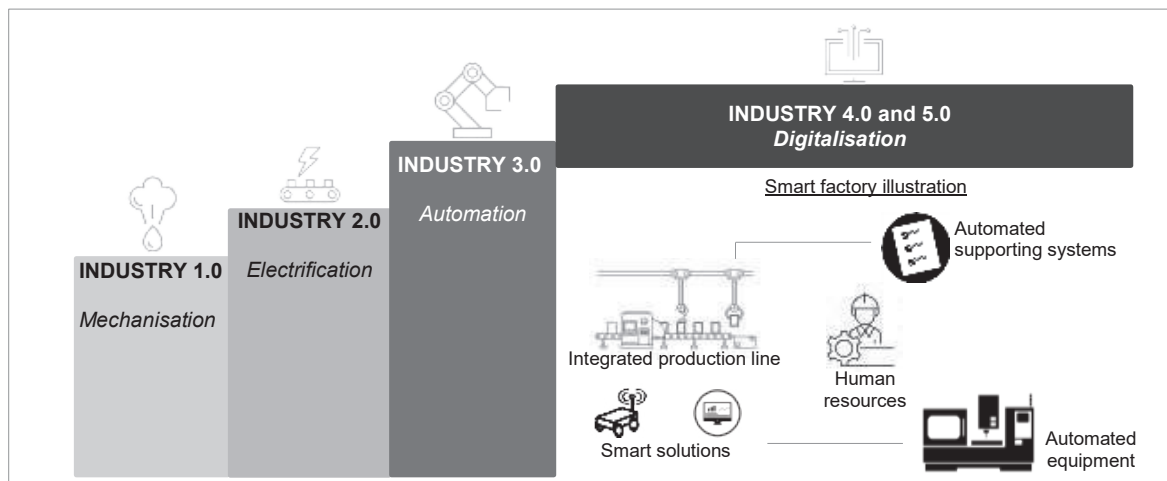 INDUSTRY 1.0
Mechanisation
INDUSTRY 2.0
Electrification
INDUSTRY 3.0
Automation
INDUSTRY 4.0 and 5.0
Digitalisation
Smart factory illustration
Automated
supporting systems
Integrated production line
Human
resources
Smart solutions
Automated
equipment